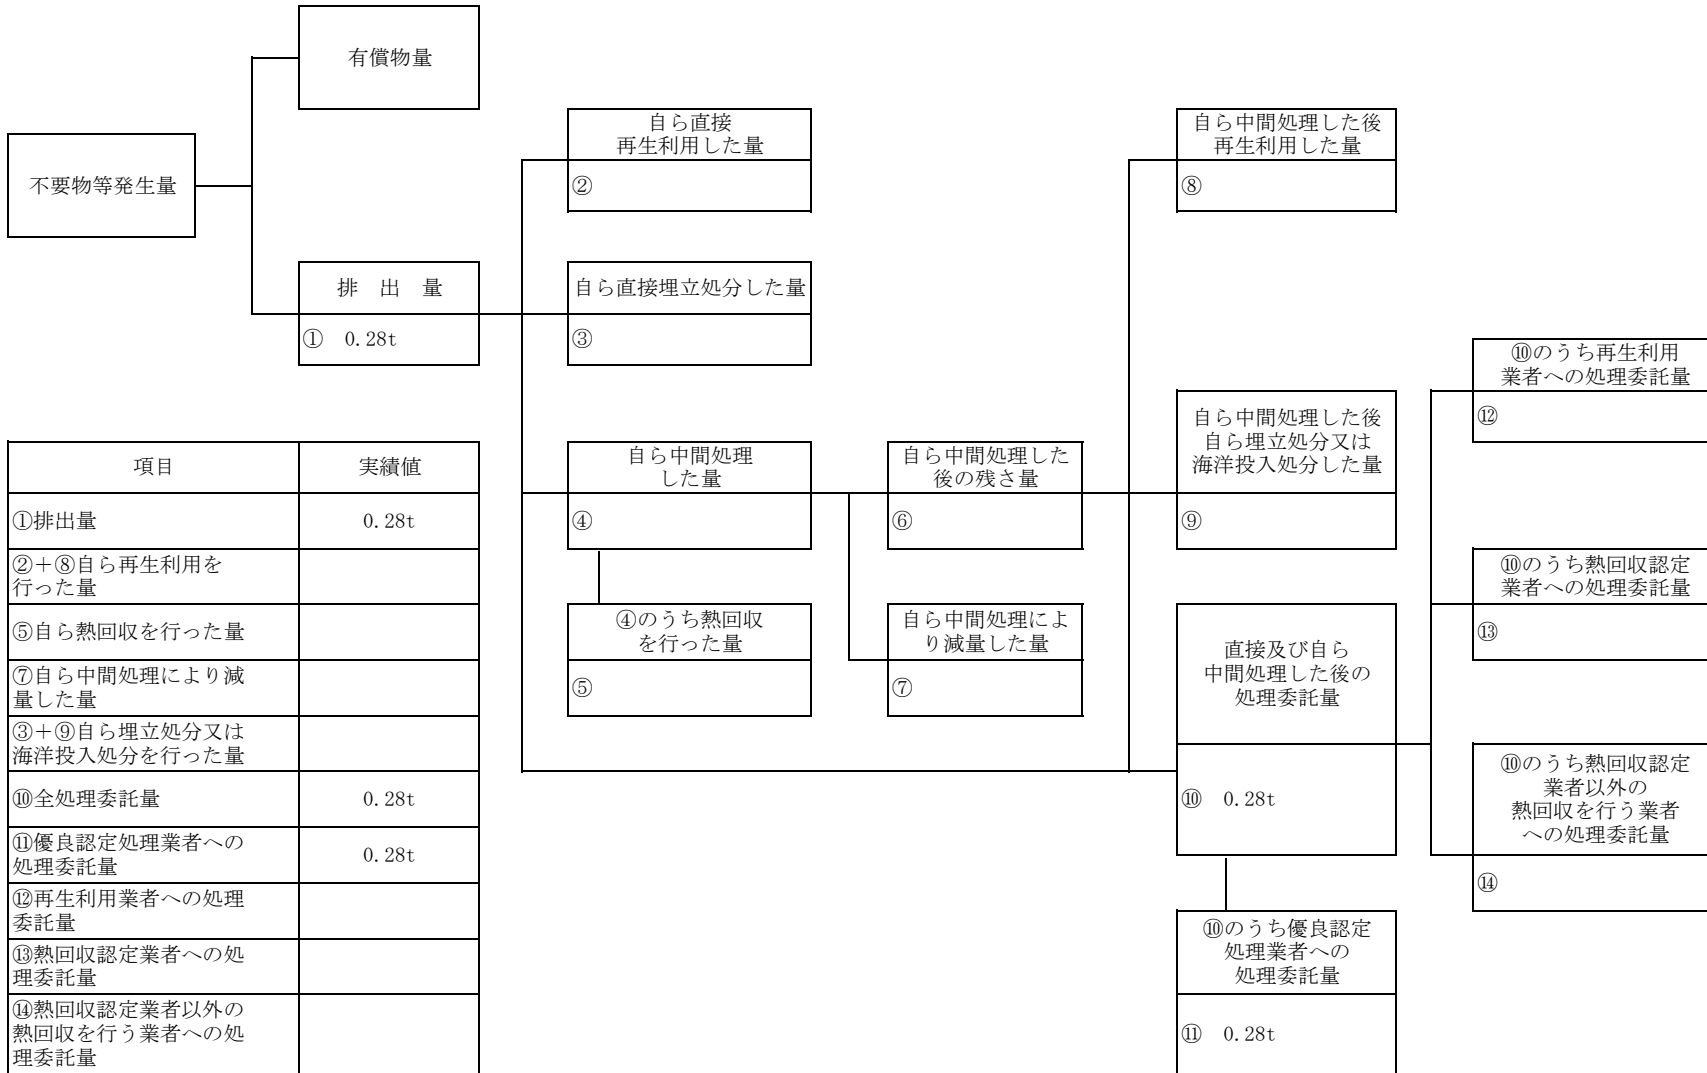 有償物量
不要物等発生量
排　出　量
①　0.28t
自ら直接
再生利用した量
②
自ら直接埋立処分した量
③
自ら中間処理
した量
④
④のうち熱回収
を行った量
⑤
自ら中間処理した
後の残さ量
⑥
自ら中間処理によ
り減量した量
⑦
自ら中間処理した後
再生利用した量
⑧
自ら中間処理した後
自ら埋立処分又は
海洋投入処分した量
⑨
直接及び自ら
中間処理した後の
処理委託量
⑩　0.28t
⑩のうち優良認定
処理業者への
処理委託量
⑪　0.28t
⑩のうち再生利用
業者への処理委託量
⑫
⑩のうち熱回収認定
業者への処理委託量
⑬
⑩のうち熱回収認定
業者以外の
熱回収を行う業者
への処理委託量
⑭
項目　実績値
①排出量　0.28t
②＋⑧自ら再生利用を
行った量
⑤自ら熱回収を行った量
⑦自ら中間処理により減
量した量
③＋⑨自ら埋立処分又は
海洋投入処分を行った量
⑩全処理委託量　0.28t
⑪優良認定処理業者への
処理委託量　0.28t
⑫再生利用業者への処理
委託量
⑬熱回収認定業者への処
理委託量
⑭熱回収認定業者以外の
熱回収を行う業者への処
理委託量